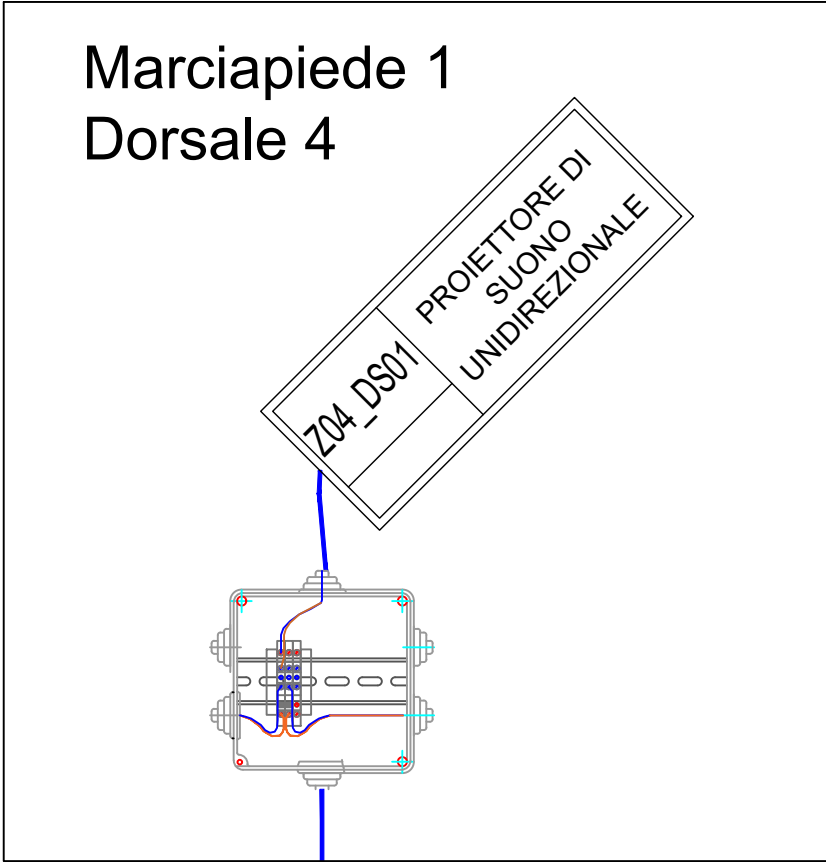 Marciapiede 1
Dorsale 4
PROIETTORE DI
SUONO
UNIDIREZIONALE
Z04_DS01